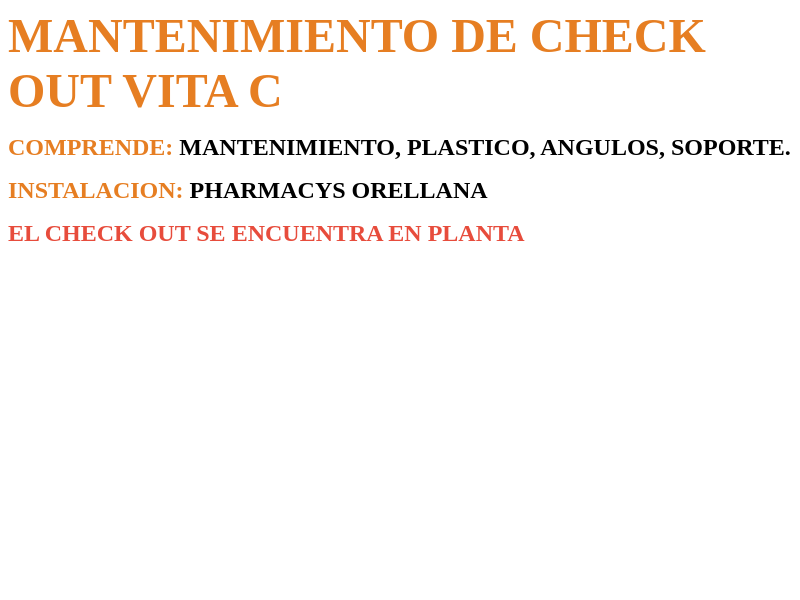 MANTENIMIENTO DE CHECK
OUT VITA C
COMPRENDE: MANTENIMIENTO, PLASTICO, ANGULOS, SOPORTE.
INSTALACION: PHARMACYS ORELLANA
EL CHECK OUT SE ENCUENTRA EN PLANTA